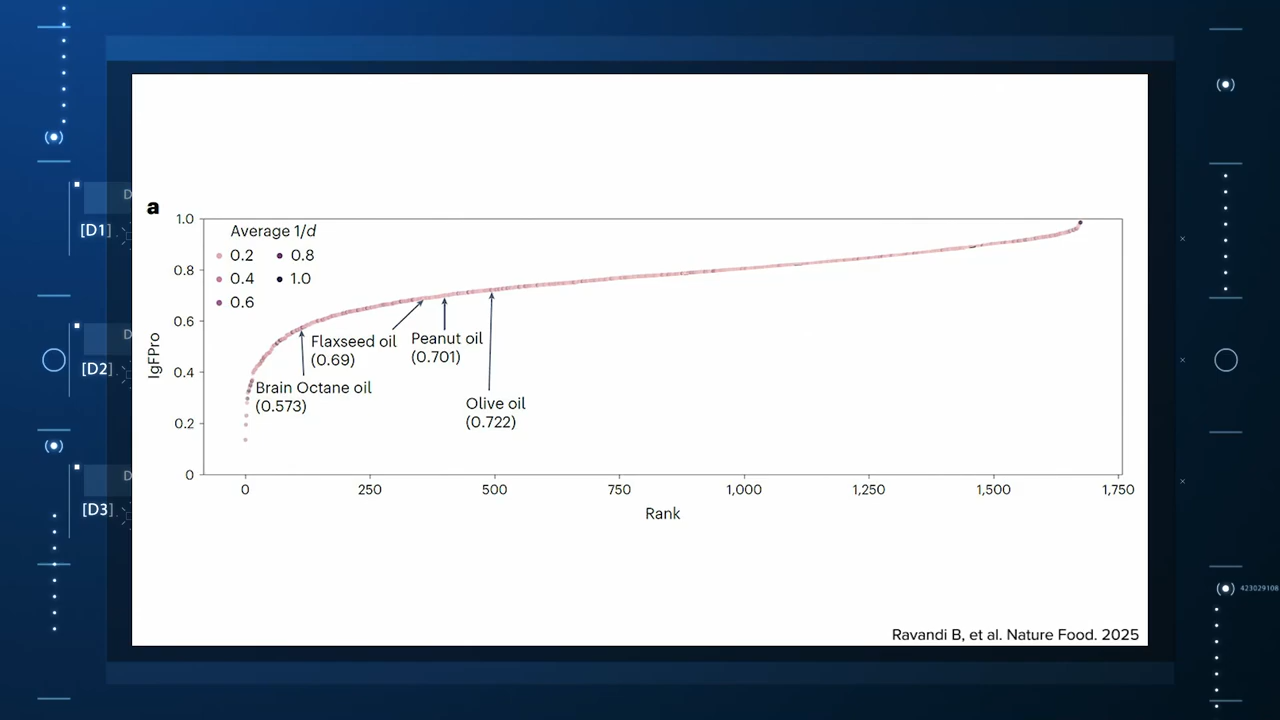 a
Average 1/d
0.2
0.8
0.4
1.0
0.6
1.0
0.8
0.6
0.4
0.2
0
IgFPro
Flaxseed oil
(0.69)
Peanut oil
(0.701)
Brain Octane oil
(0.573)
Olive oil
(0.722)
0
250
500
750
1,000
1,250
1,500
1,750
Rank
Ravandi B, et al. Nature Food. 2025
D
[D1]
D
[D2]
D
[D3]
423029108